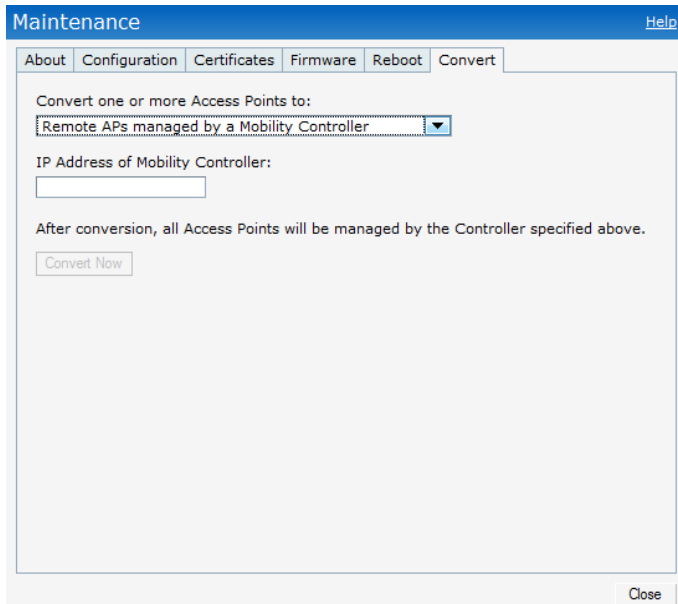 Maintenance
Help
About Configuration Certificates Firmware Reboot Convert
Convert one or more Access Points to:
Remote APs managed by a Mobility Controller
IP Address of Mobility Controller:
After conversion, all Access Points will be managed by the Controller specified above.
Convert Now
Close